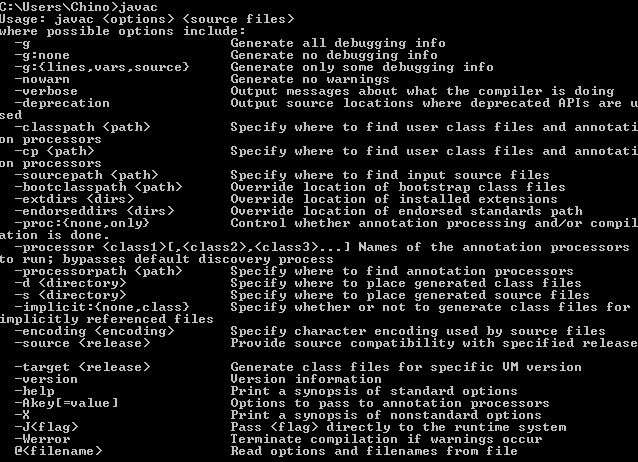 C:\Users\Chino>javac
Usage: javac <options> <source files>
where possible options include:
  -g                         Generate all debugging info
  -g:none                    Generate no debugging info
  -g:{lines,vars,source}     Generate only some debugging info
  -nowarn                    Generate no warnings
  -verbose                   Output messages about what the compiler is doing
  -deprecation               Output source locations where deprecated APIs are u
sed
  -classpath <path>          Specify where to find user class files and annotati
on processors
  -cp <path>                 Specify where to find user class files and annotati
on processors
  -sourcepath <path>         Specify where to find input source files
  -bootclasspath <path>      Override location of bootstrap class files
  -extdirs <dirs>            Override location of installed extensions
  -endorseddirs <dirs>       Override location of endorsed standards path
  -proc:{none,only}          Control whether annotation processing and/or compil
ation is done.
  -processor <class1>[,<class2>,<class3>...] Names of the annotation processors
to run; bypasses default discovery process
  -processorpath <path>      Specify where to find annotation processors
  -d <directory>             Specify where to place generated class files
  -s <directory>             Specify where to place generated source files
  -implicit:{none,class}     Specify whether or not to generate class files for
implicitly referenced files
  -encoding <encoding>       Specify character encoding used by source files
  -source <release>          Provide source compatibility with specified release

  -target <release>          Generate class files for specific VM version
  -version                   Version information
  -help                      Print a synopsis of standard options
  -Akey[=value]              Options to pass to annotation processors
  -X                         Print a synopsis of nonstandard options
  -J<flag>                   Pass <flag> directly to the runtime system
  -Werror                    Terminate compilation if warnings occur
  @<filename>                Read options and filenames from file